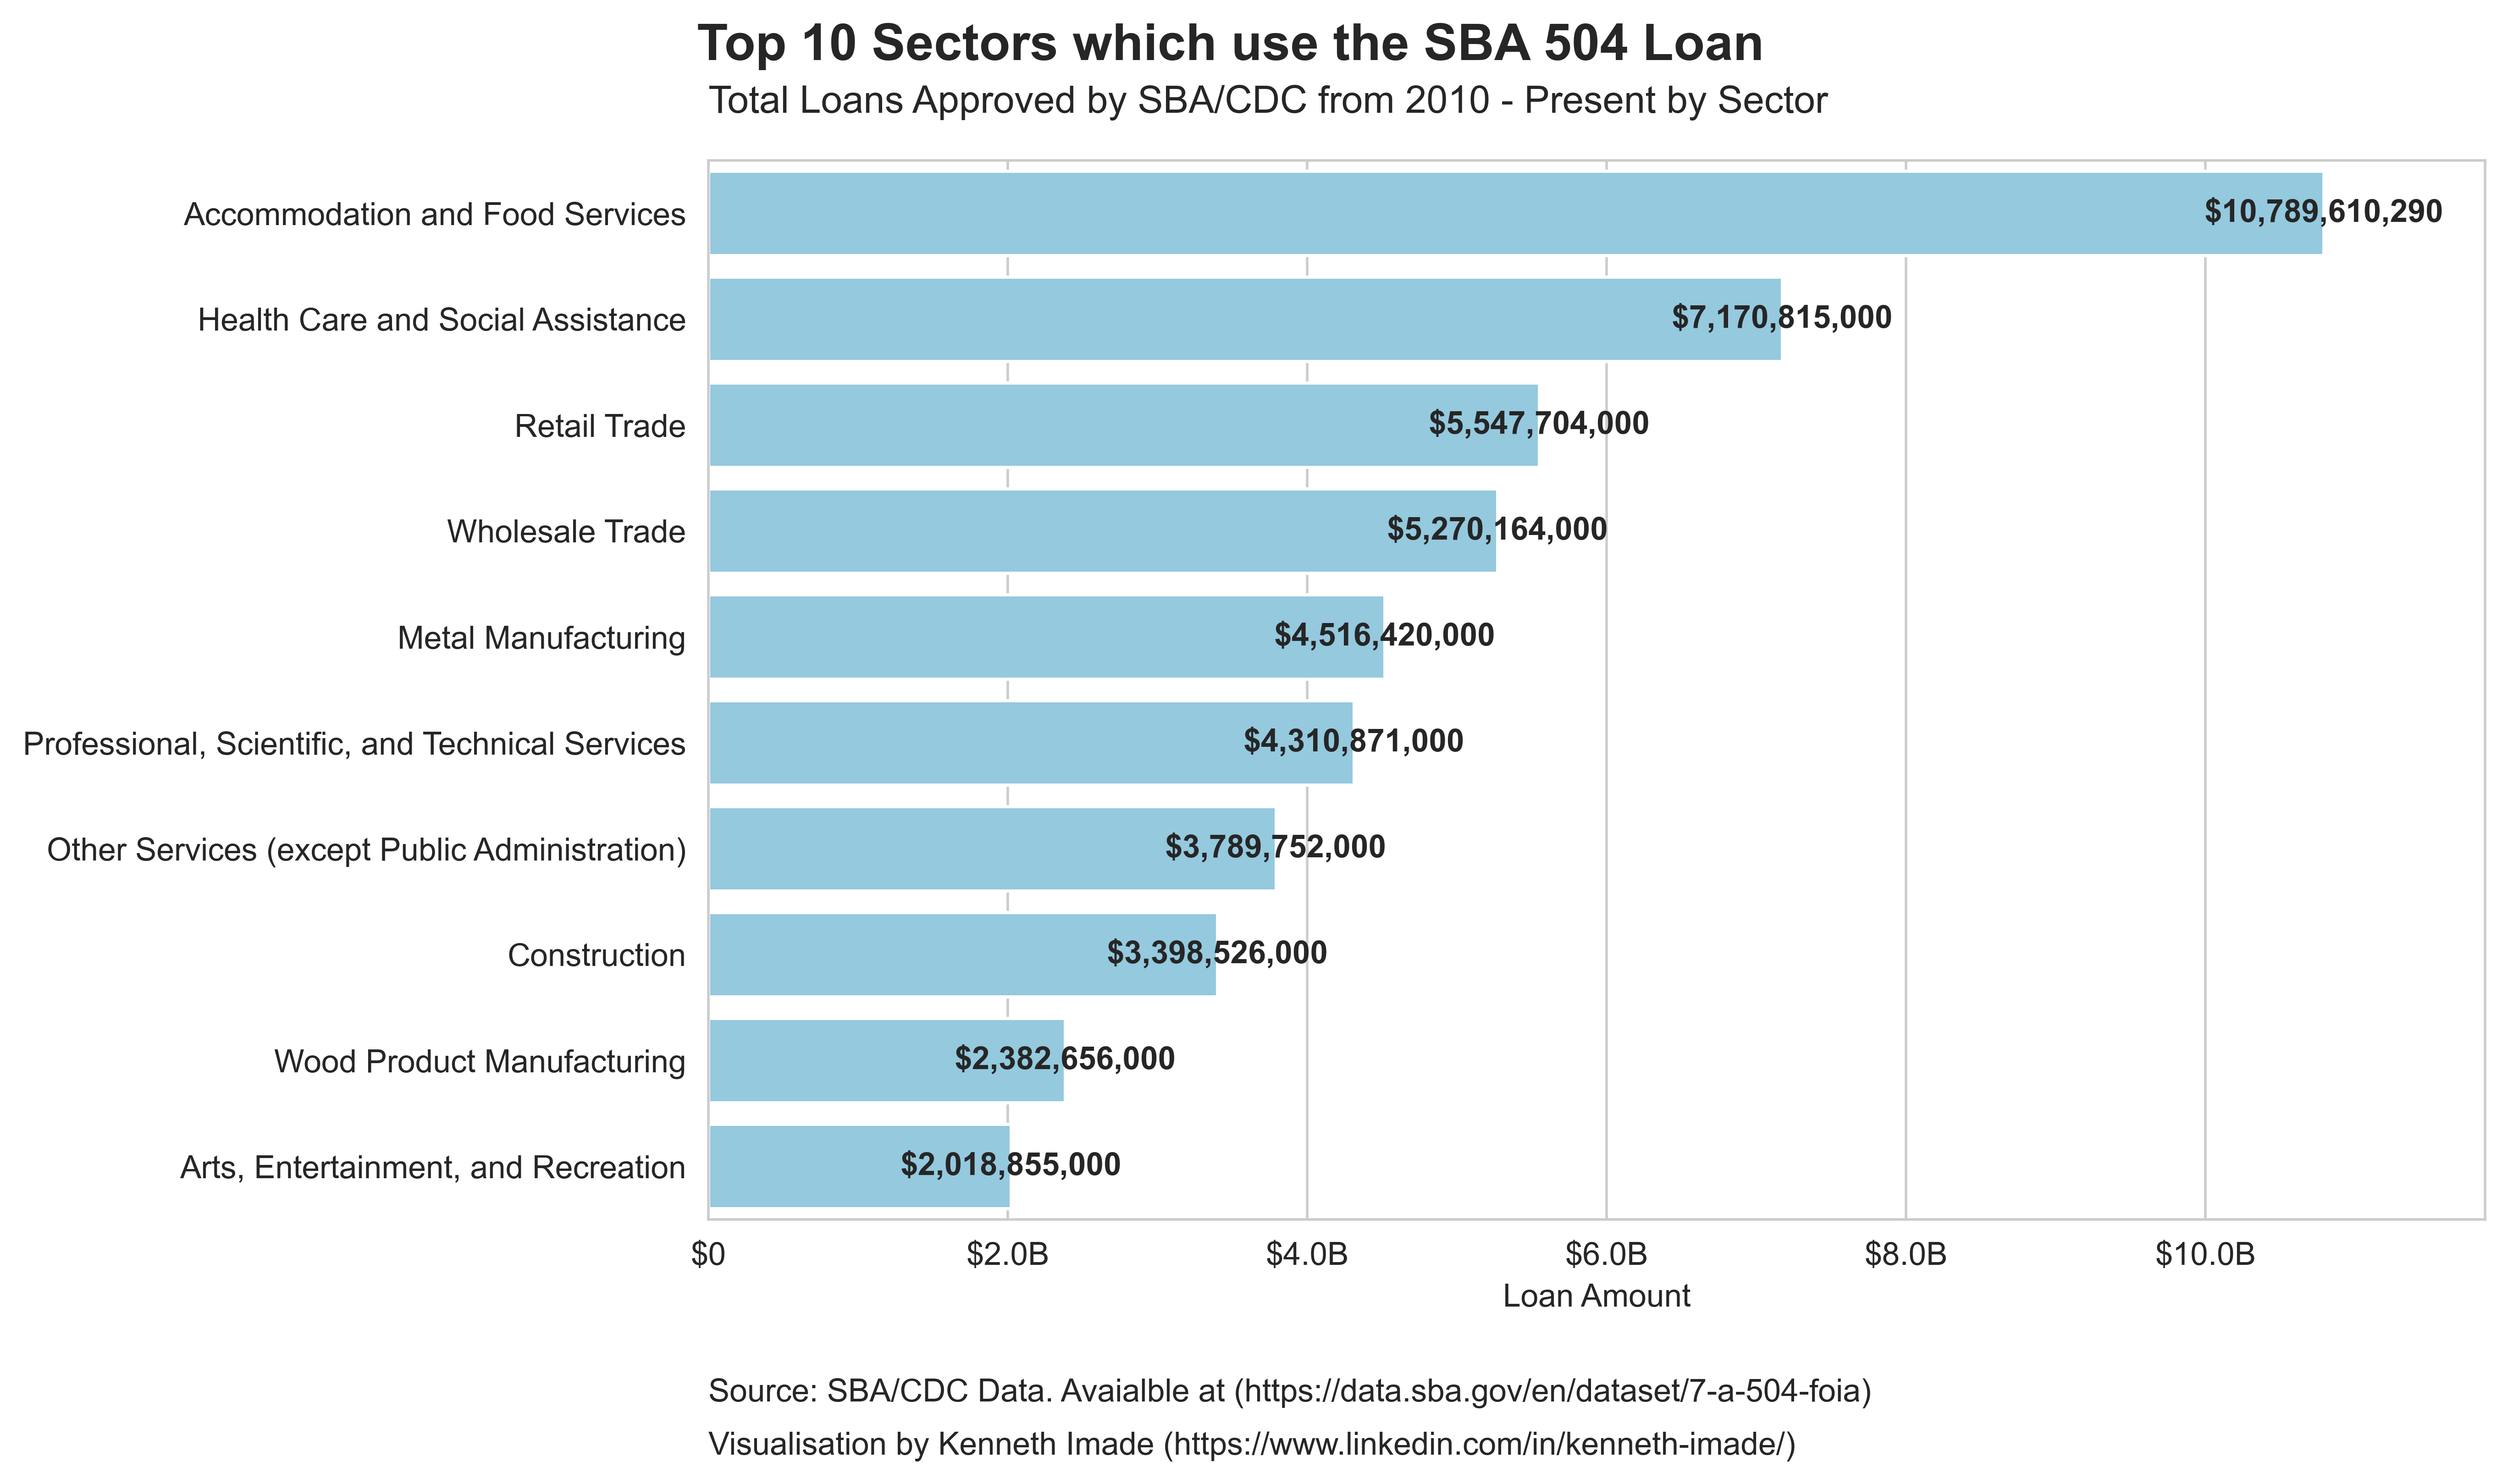 Top 10 Sectors which use the SBA 504 Loan
Total Loans Approved by SBA/CDC from 2010 - Present by Sector
Accommodation and Food Services $10,789,610,290
Health Care and Social Assistance $7,170,815,000
Retail Trade $5,547,704,000
Wholesale Trade $5,270,164,000
Metal Manufacturing $4,516,420,000
Professional, Scientific, and Technical Services $4,310,871,000
Other Services (except Public Administration) $3,789,752,000
Construction $3,398,526,000
Wood Product Manufacturing $2,382,656,000
Arts, Entertainment, and Recreation $2,018,855,000
$0 $2.0B $4.0B $6.0B $8.0B $10.0B
Loan Amount
Source: SBA/CDC Data. Avaialble at (https://data.sba.gov/en/dataset/7-a-504-foia)
Visualisation by Kenneth Imade (https://www.linkedin.com/in/kenneth-imade/)